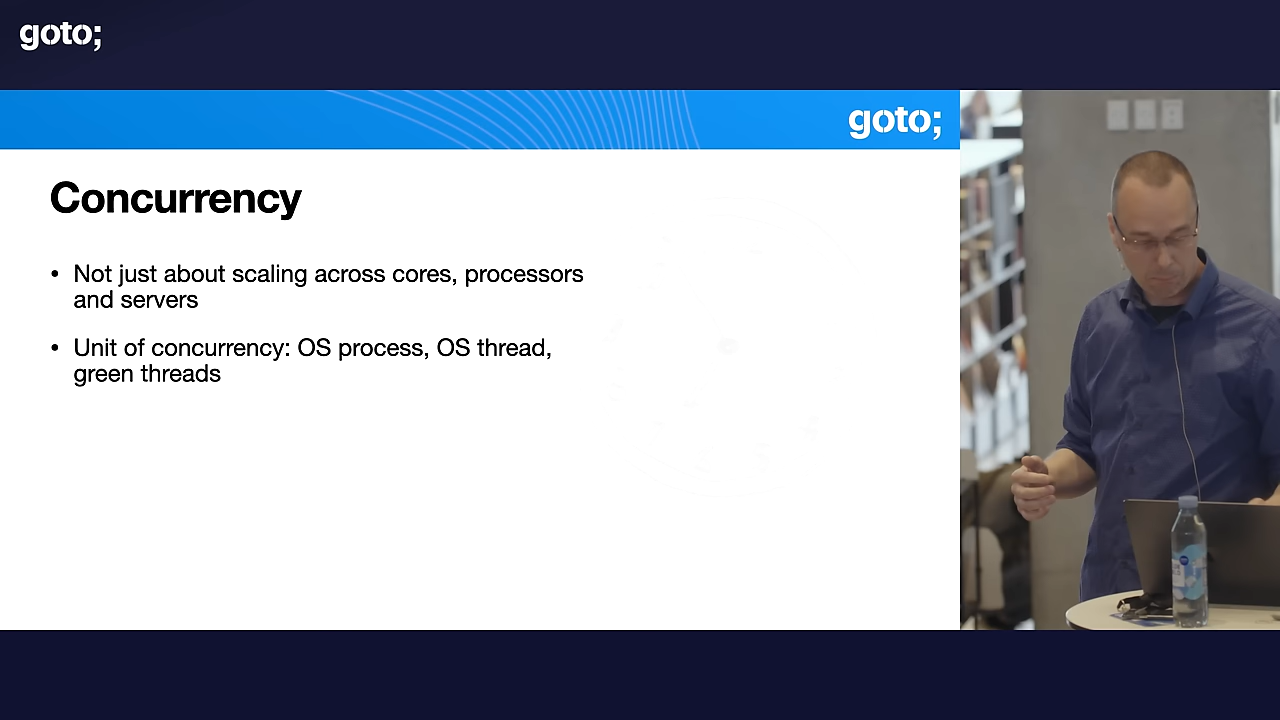 goto;
goto;
Concurrency
• Not just about scaling across cores, processors
and servers
• Unit of concurrency: OS process, OS thread,
green threads